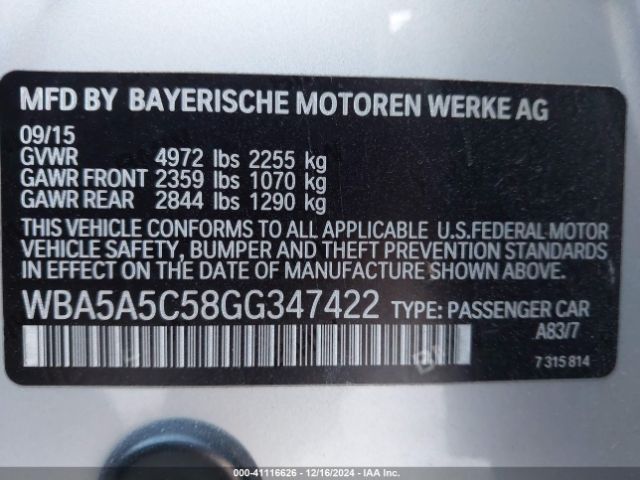 MFD BY BAYERISCHE MOTOREN WERKE AG
09/15
GVWR 4972 lbs 2255 kg
GAWR FRONT 2359 lbs 1070 kg
GAWR REAR 2844 lbs 1290 kg
THIS VEHICLE CONFORMS TO ALL APPLICABLE U.S.FEDERAL MOTOR
VEHICLE SAFETY, BUMPER AND THEFT PREVENTION STANDARDS
IN EFFECT ON THE DATE OF MANUFACTURE SHOWN ABOVE.
WBA5A5C58GG347422 TYPE: PASSENGER CAR
A83/7
7 315 814
000-41116626 - 12/16/2024 - IAA